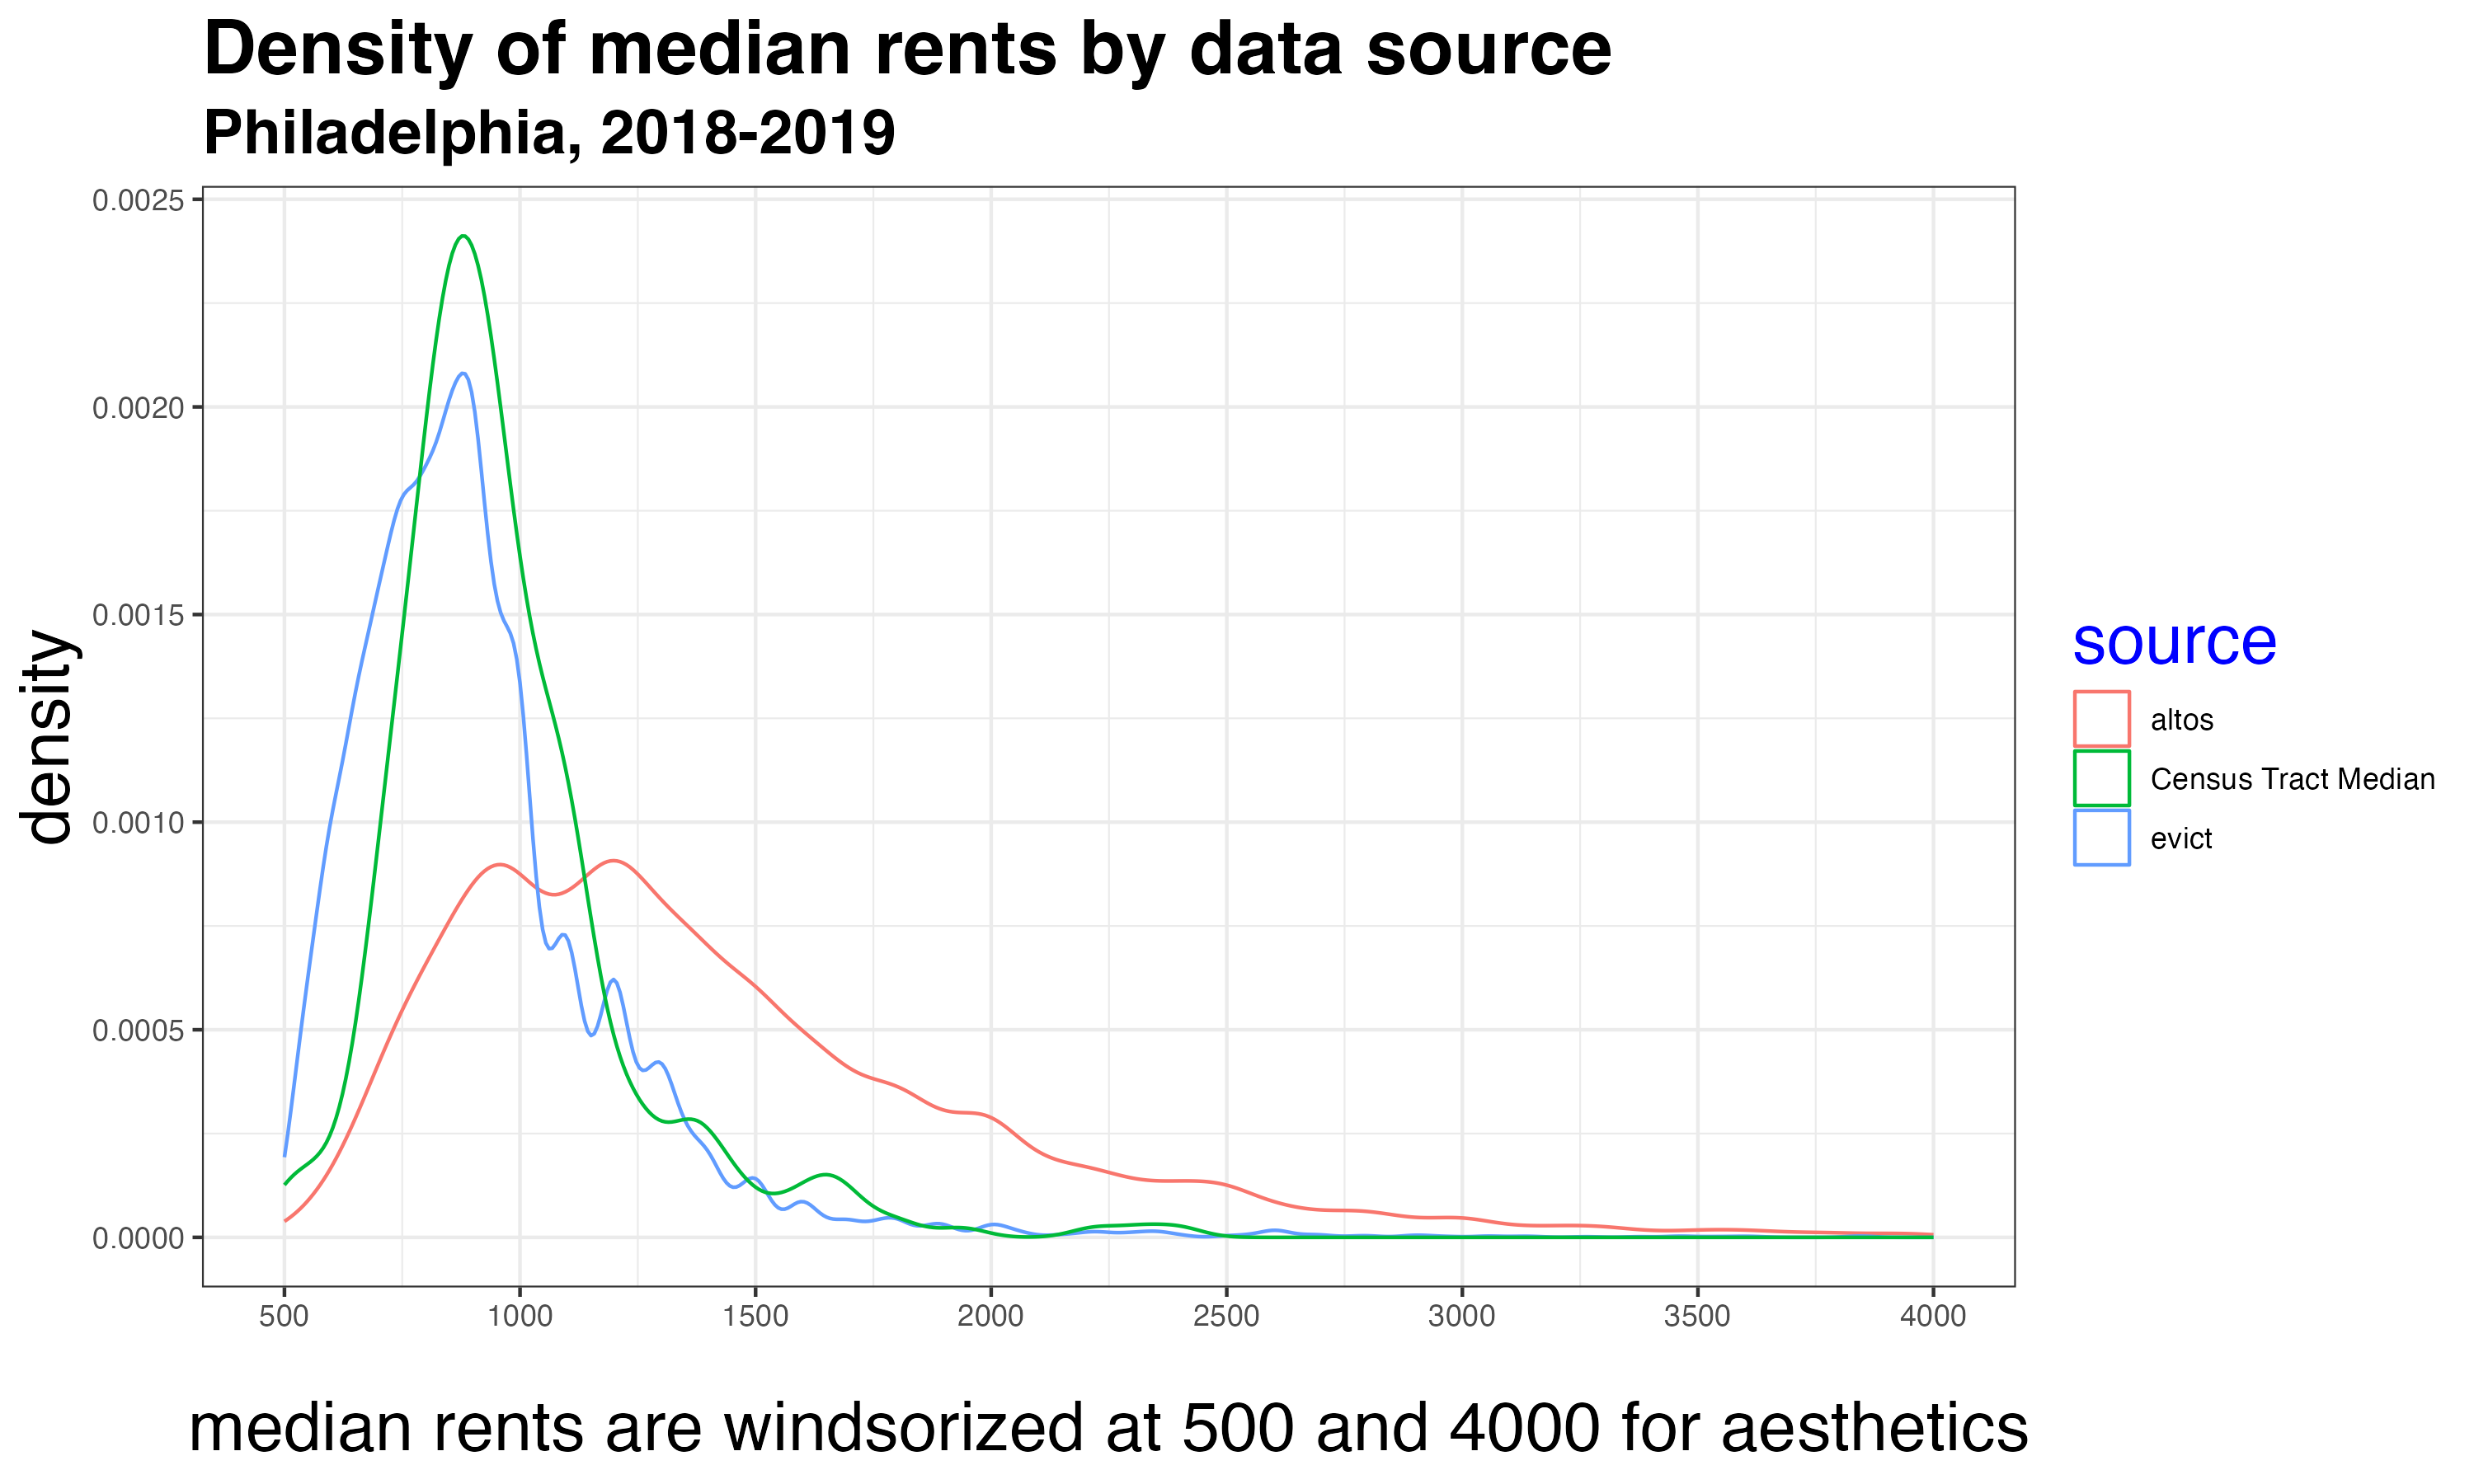 Density of median rents by data source
Philadelphia, 2018-2019
0.0025
0.0020
0.0015
0.0010
0.0005
0.0000
density
500 1000 1500 2000 2500 3000 3500 4000
median rents are windsorized at 500 and 4000 for aesthetics
source
altos
Census Tract Median
evict